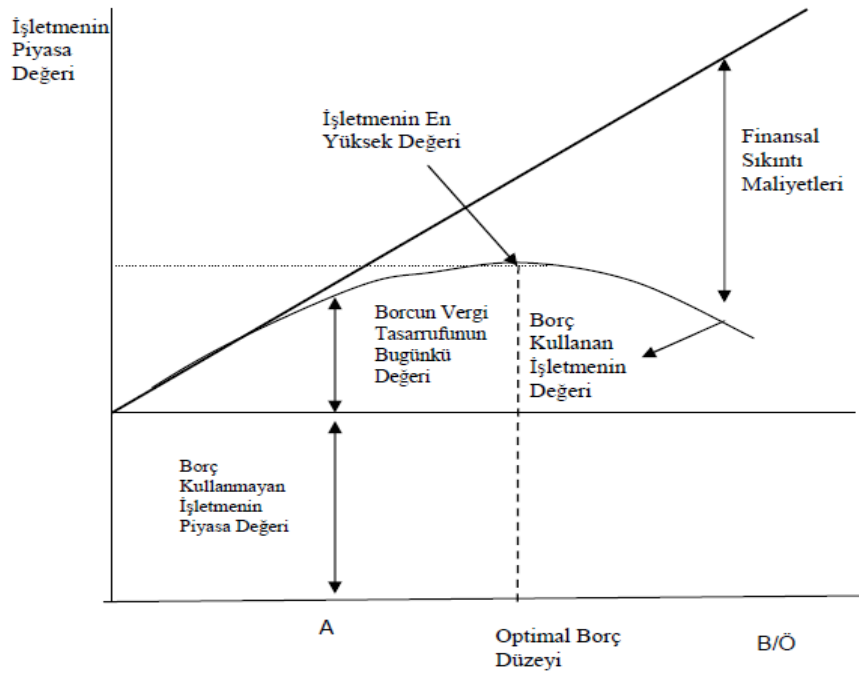 İşletmenin
Piyasa
Değeri
İşletmenin En
Yüksek Değeri
Finansal
Sıkıntı
Maliyetleri
Borcun Vergi
Tasarrufunun
Bugünkü
Değeri
Borç
Kullanan
İşletmenin
Değeri
Borç
Kullanmayan
İşletmenin
Piyasa Değeri
A
Optimal Borç
Düzeyi
B/Ö